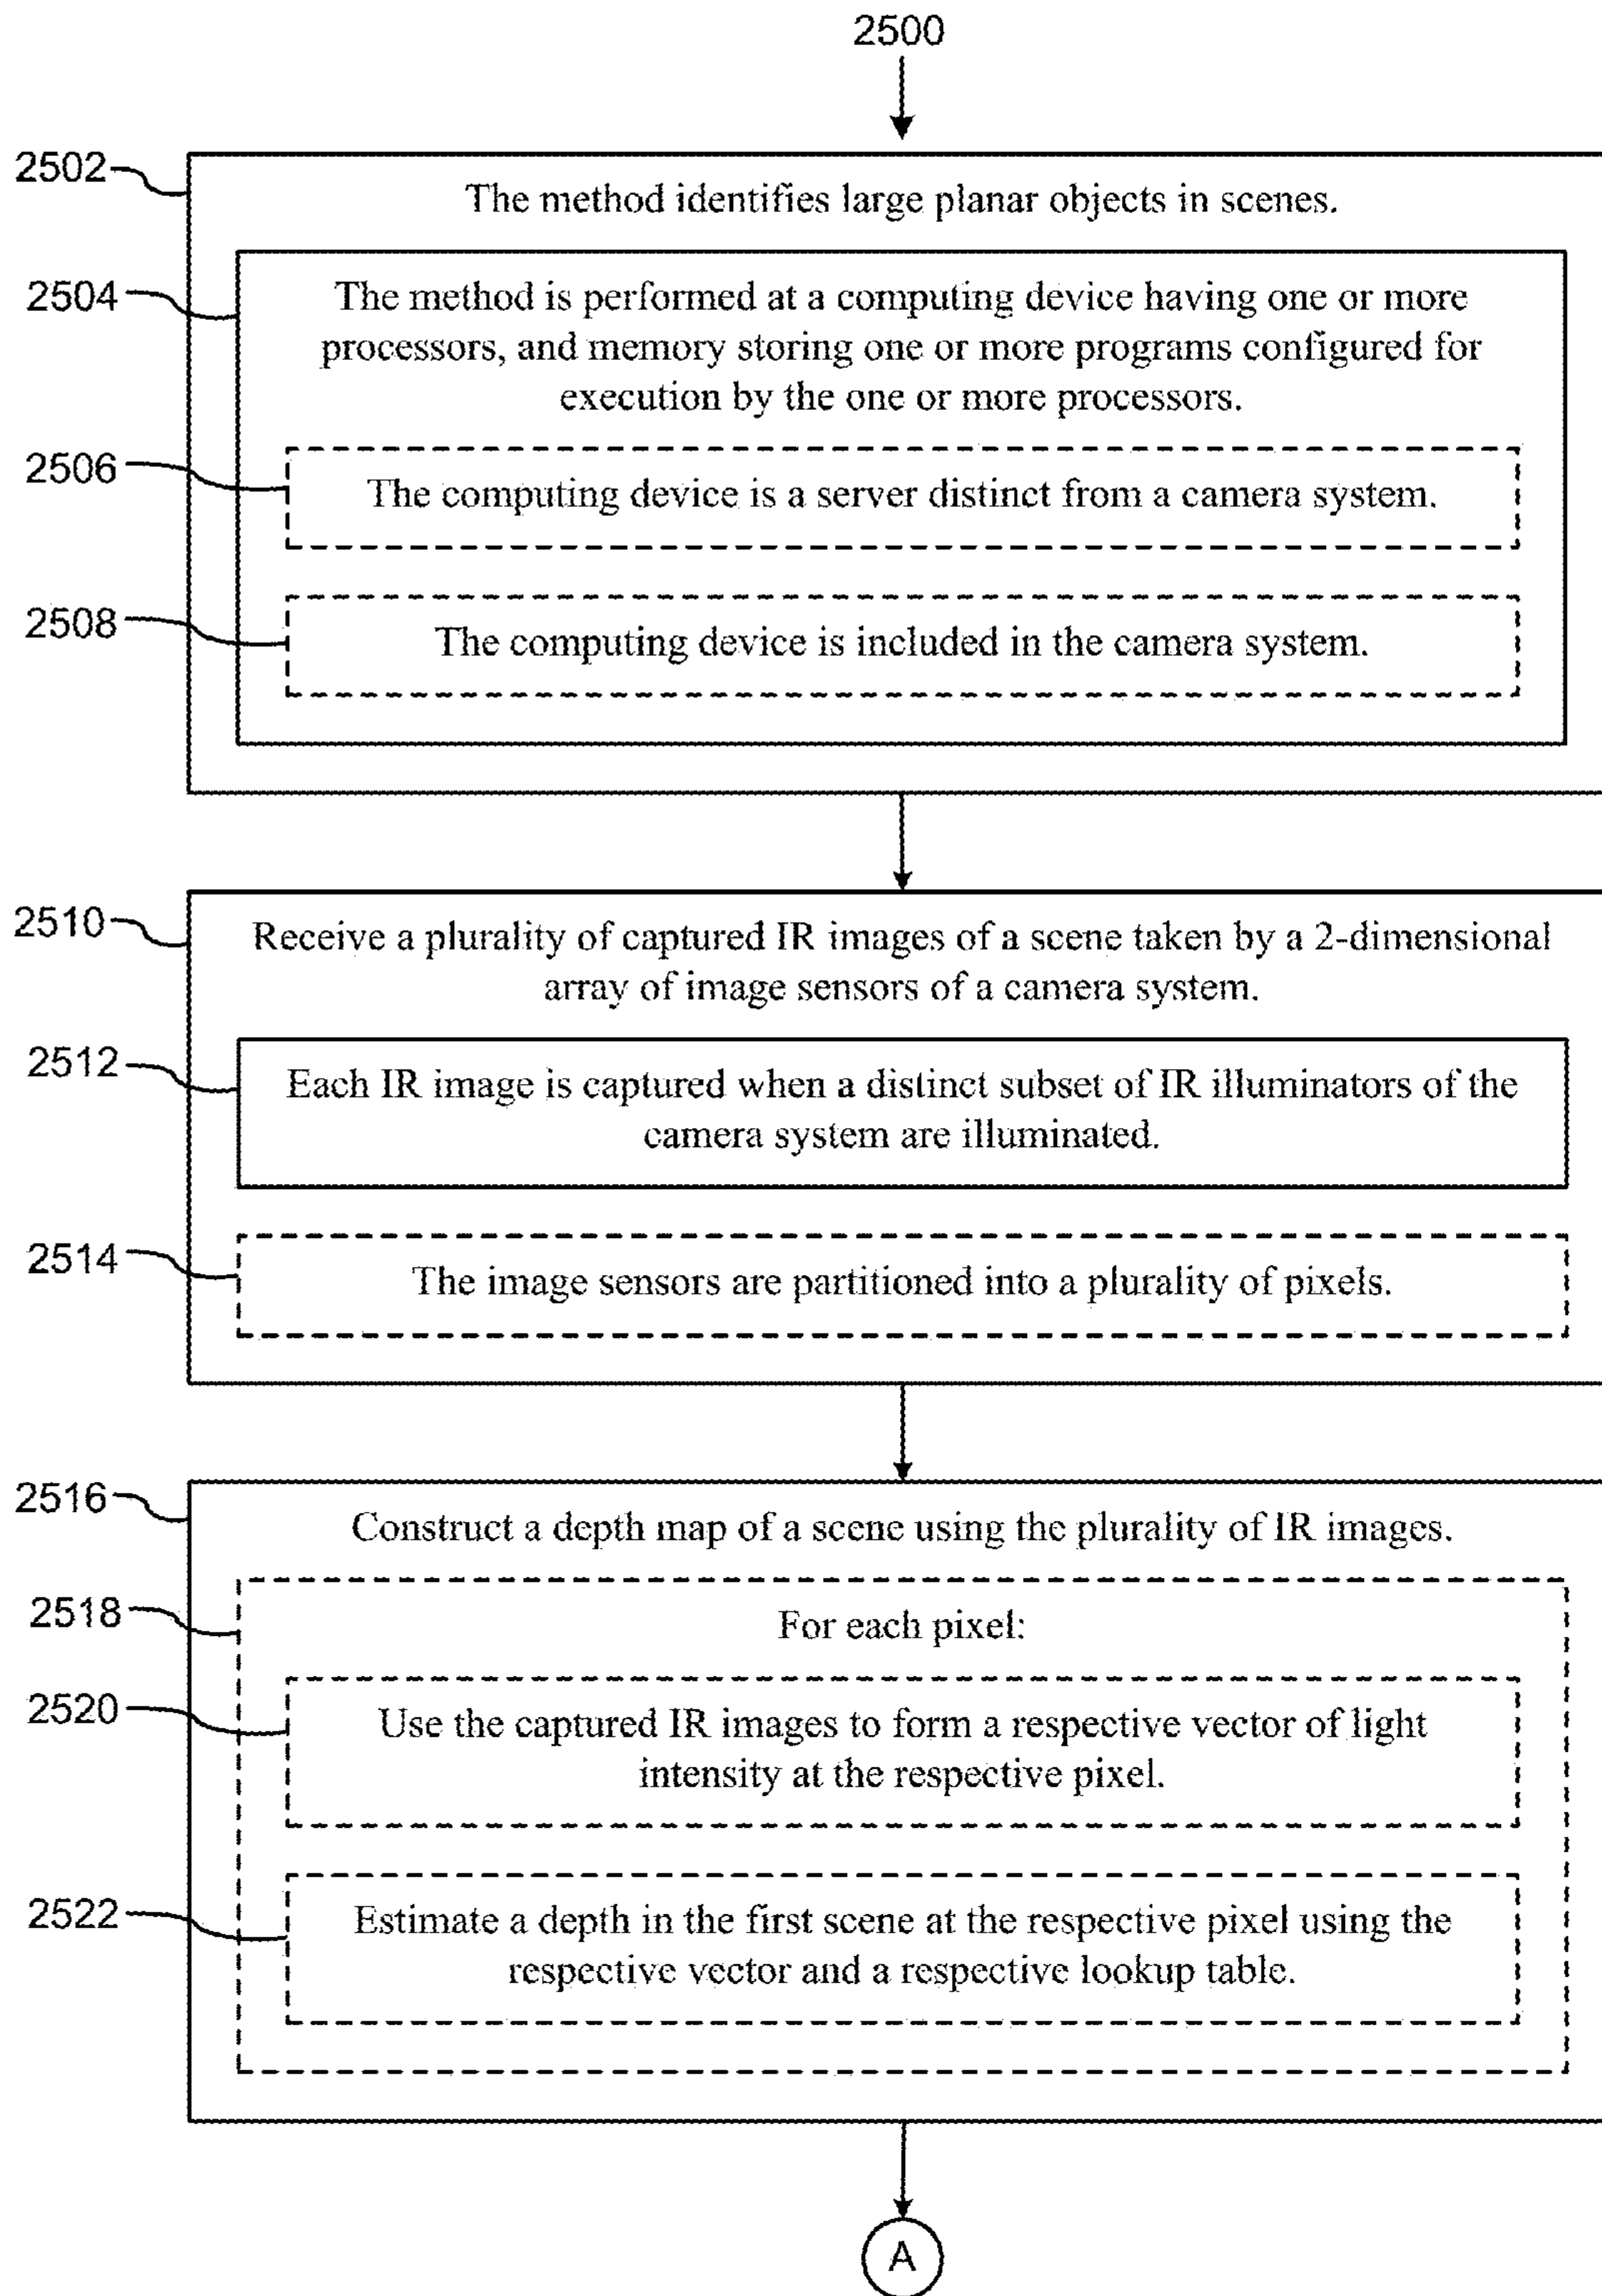 2500
2502
The method identifies large planar objects in scenes.
2504
The method is performed at a computing device having one or more
processors, and memory storing one or more programs configured for
execution by the one or more processors.
2506
The computing device is a server distinct from a camera system.
2508
The computing device is included in the camera system.
2510
Receive a plurality of captured IR images of a scene taken by a 2-dimensional
array of image sensors of a camera system.
2512
Each IR image is captured when a distinct subset of IR illuminators of the
camera system are illuminated.
2514
The image sensors are partitioned into a plurality of pixels.
2516
Construct a depth map of a scene using the plurality of IR images.
2518
For each pixel:
2520
Use the captured IR images to form a respective vector of light
intensity at the respective pixel.
2522
Estimate a depth in the first scene at the respective pixel using the
respective vector and a respective lookup table.
A